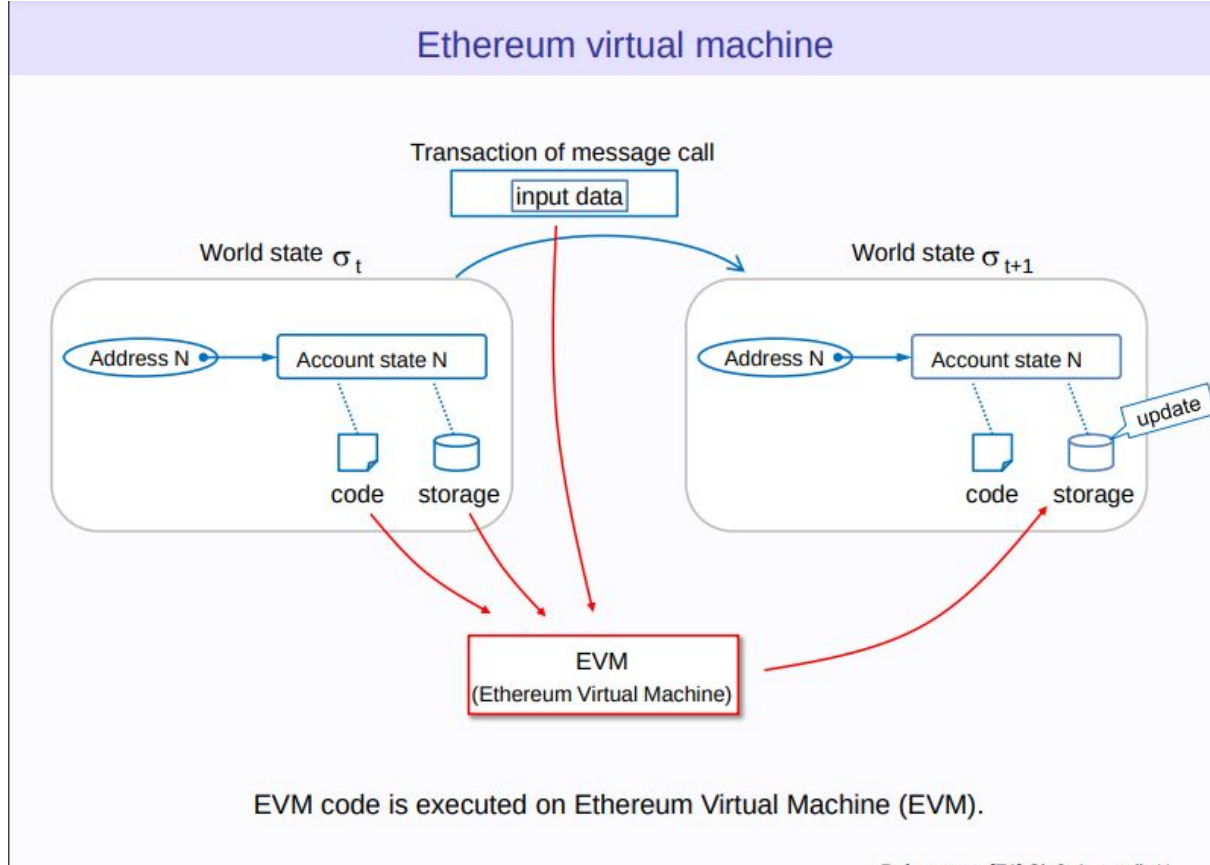 Ethereum virtual machine
Transaction of message call
input data
World state σ t
World state σ t+1
Address N
Account state N
Address N
Account state N
update
code
storage
code
storage
EVM
(Ethereum Virtual Machine)
EVM code is executed on Ethereum Virtual Machine (EVM).